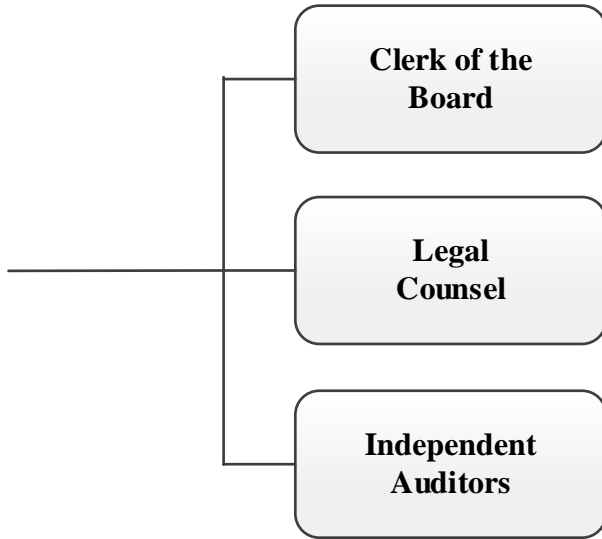 Clerk of the
Board
Legal
Counsel
Independent
Auditors